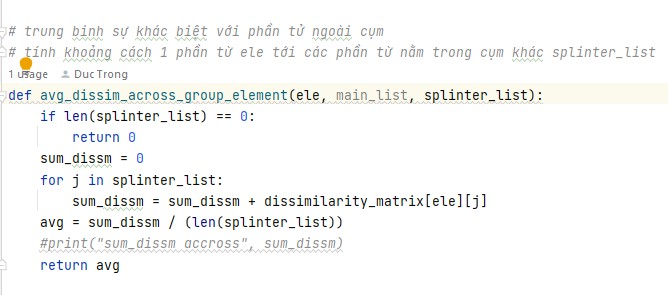 # trung bình sự khác biệt với phần tử ngoài cụm
# tính khoảng cách 1 phần tử ele tới các phần tử nằm trong cụm khác splinter_list
1 usage Duc Trong
def avg_dissim_across_group_element(ele, main_list, splinter_list):
    if len(splinter_list) == 0:
        return 0
    sum_dissm = 0
    for j in splinter_list:
        sum_dissm = sum_dissm + dissimilarity_matrix[ele][j]
    avg = sum_dissm / (len(splinter_list))
    #print("sum_dissm accross", sum_dissm)
    return avg